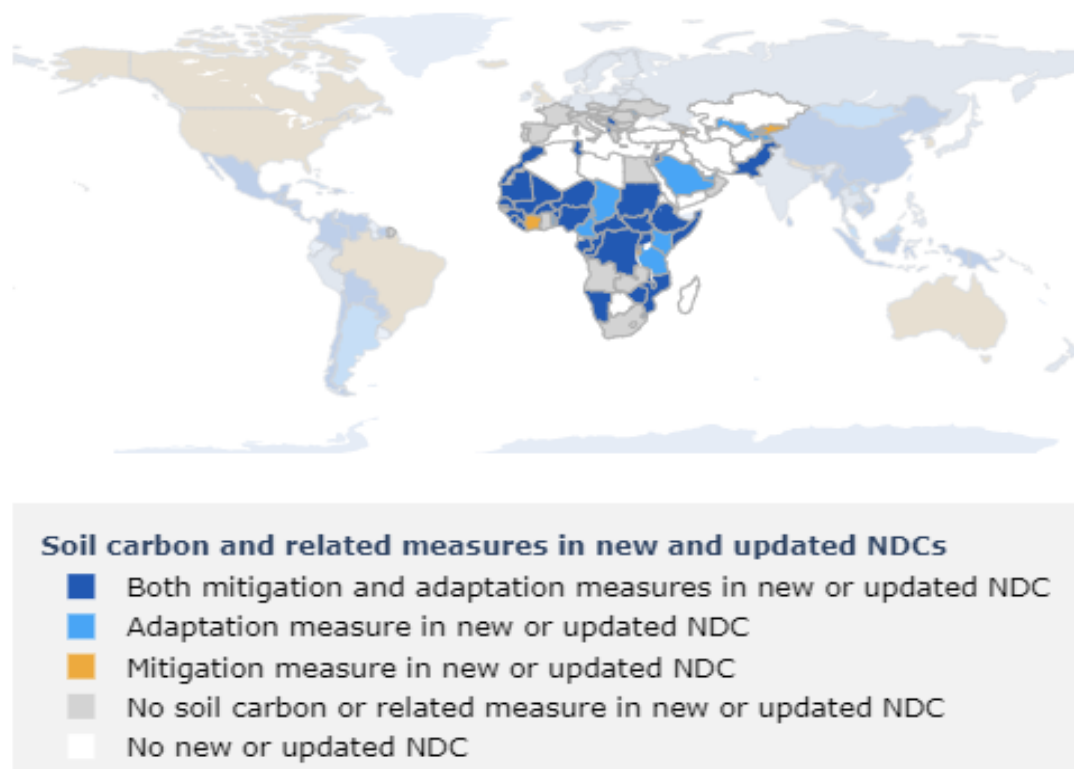 Soil carbon and related measures in new and updated NDCs
Both mitigation and adaptation measures in new or updated NDC
Adaptation measure in new or updated NDC
Mitigation measure in new or updated NDC
No soil carbon or related measure in new or updated NDC
No new or updated NDC